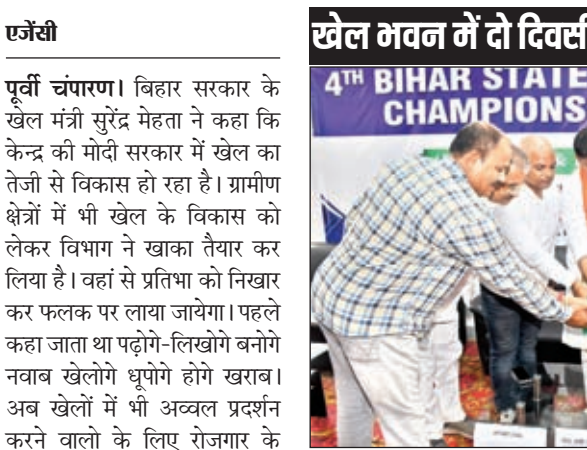 एजेंसी
पूर्वी चंपारण। बिहार सरकार के
खेल मंत्री सुरेंद्र मेहता ने कहा कि
केन्द्र की मोदी सरकार में खेल का
तेजी से विकास हो रहा है। ग्रामीण
क्षेत्रों में भी खेल के विकास को
लेकर विभाग ने खाका तैयार कर
लिया है। वहां से प्रतिभा को निखार
कर फलक पर लाया जायेगा। पहले
कहा जाता था पढ़ोगे-लिखोगे बनोगे
नवाब खेलोगे धूपोगे होगे खराब।
अब खेलों में भी अव्वल प्रदर्शन
करने वालो के लिए रोजगार के
खेल भवन में दो दिवसी
4TH BIHAR STATE
CHAMPIONS